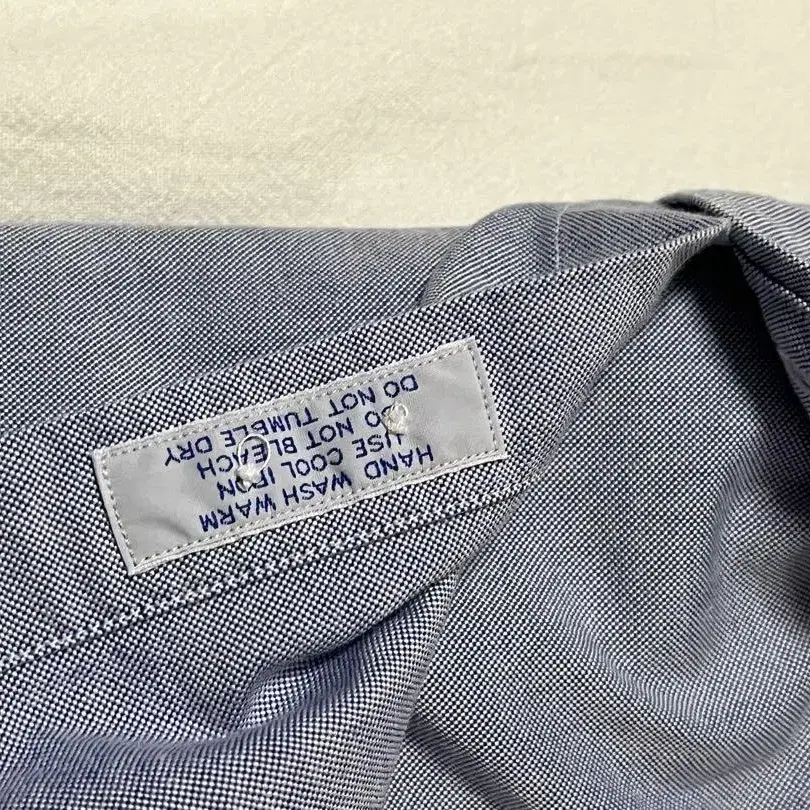 HAND WASH WARM
USE COOL IRON
DO NOT BLEACH
DO NOT TUMBLE DRY